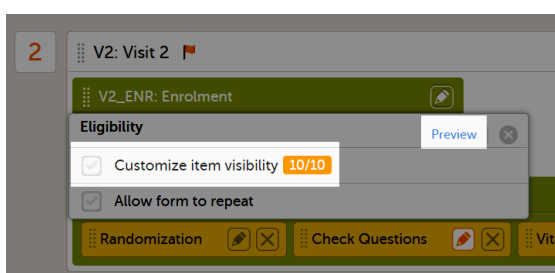 2
V2: Visit 2
V2_ENR: Enrolment
Eligibility
Preview
Customize item visibility 10/10
Allow form to repeat
Randomization
Check Questions
Vit